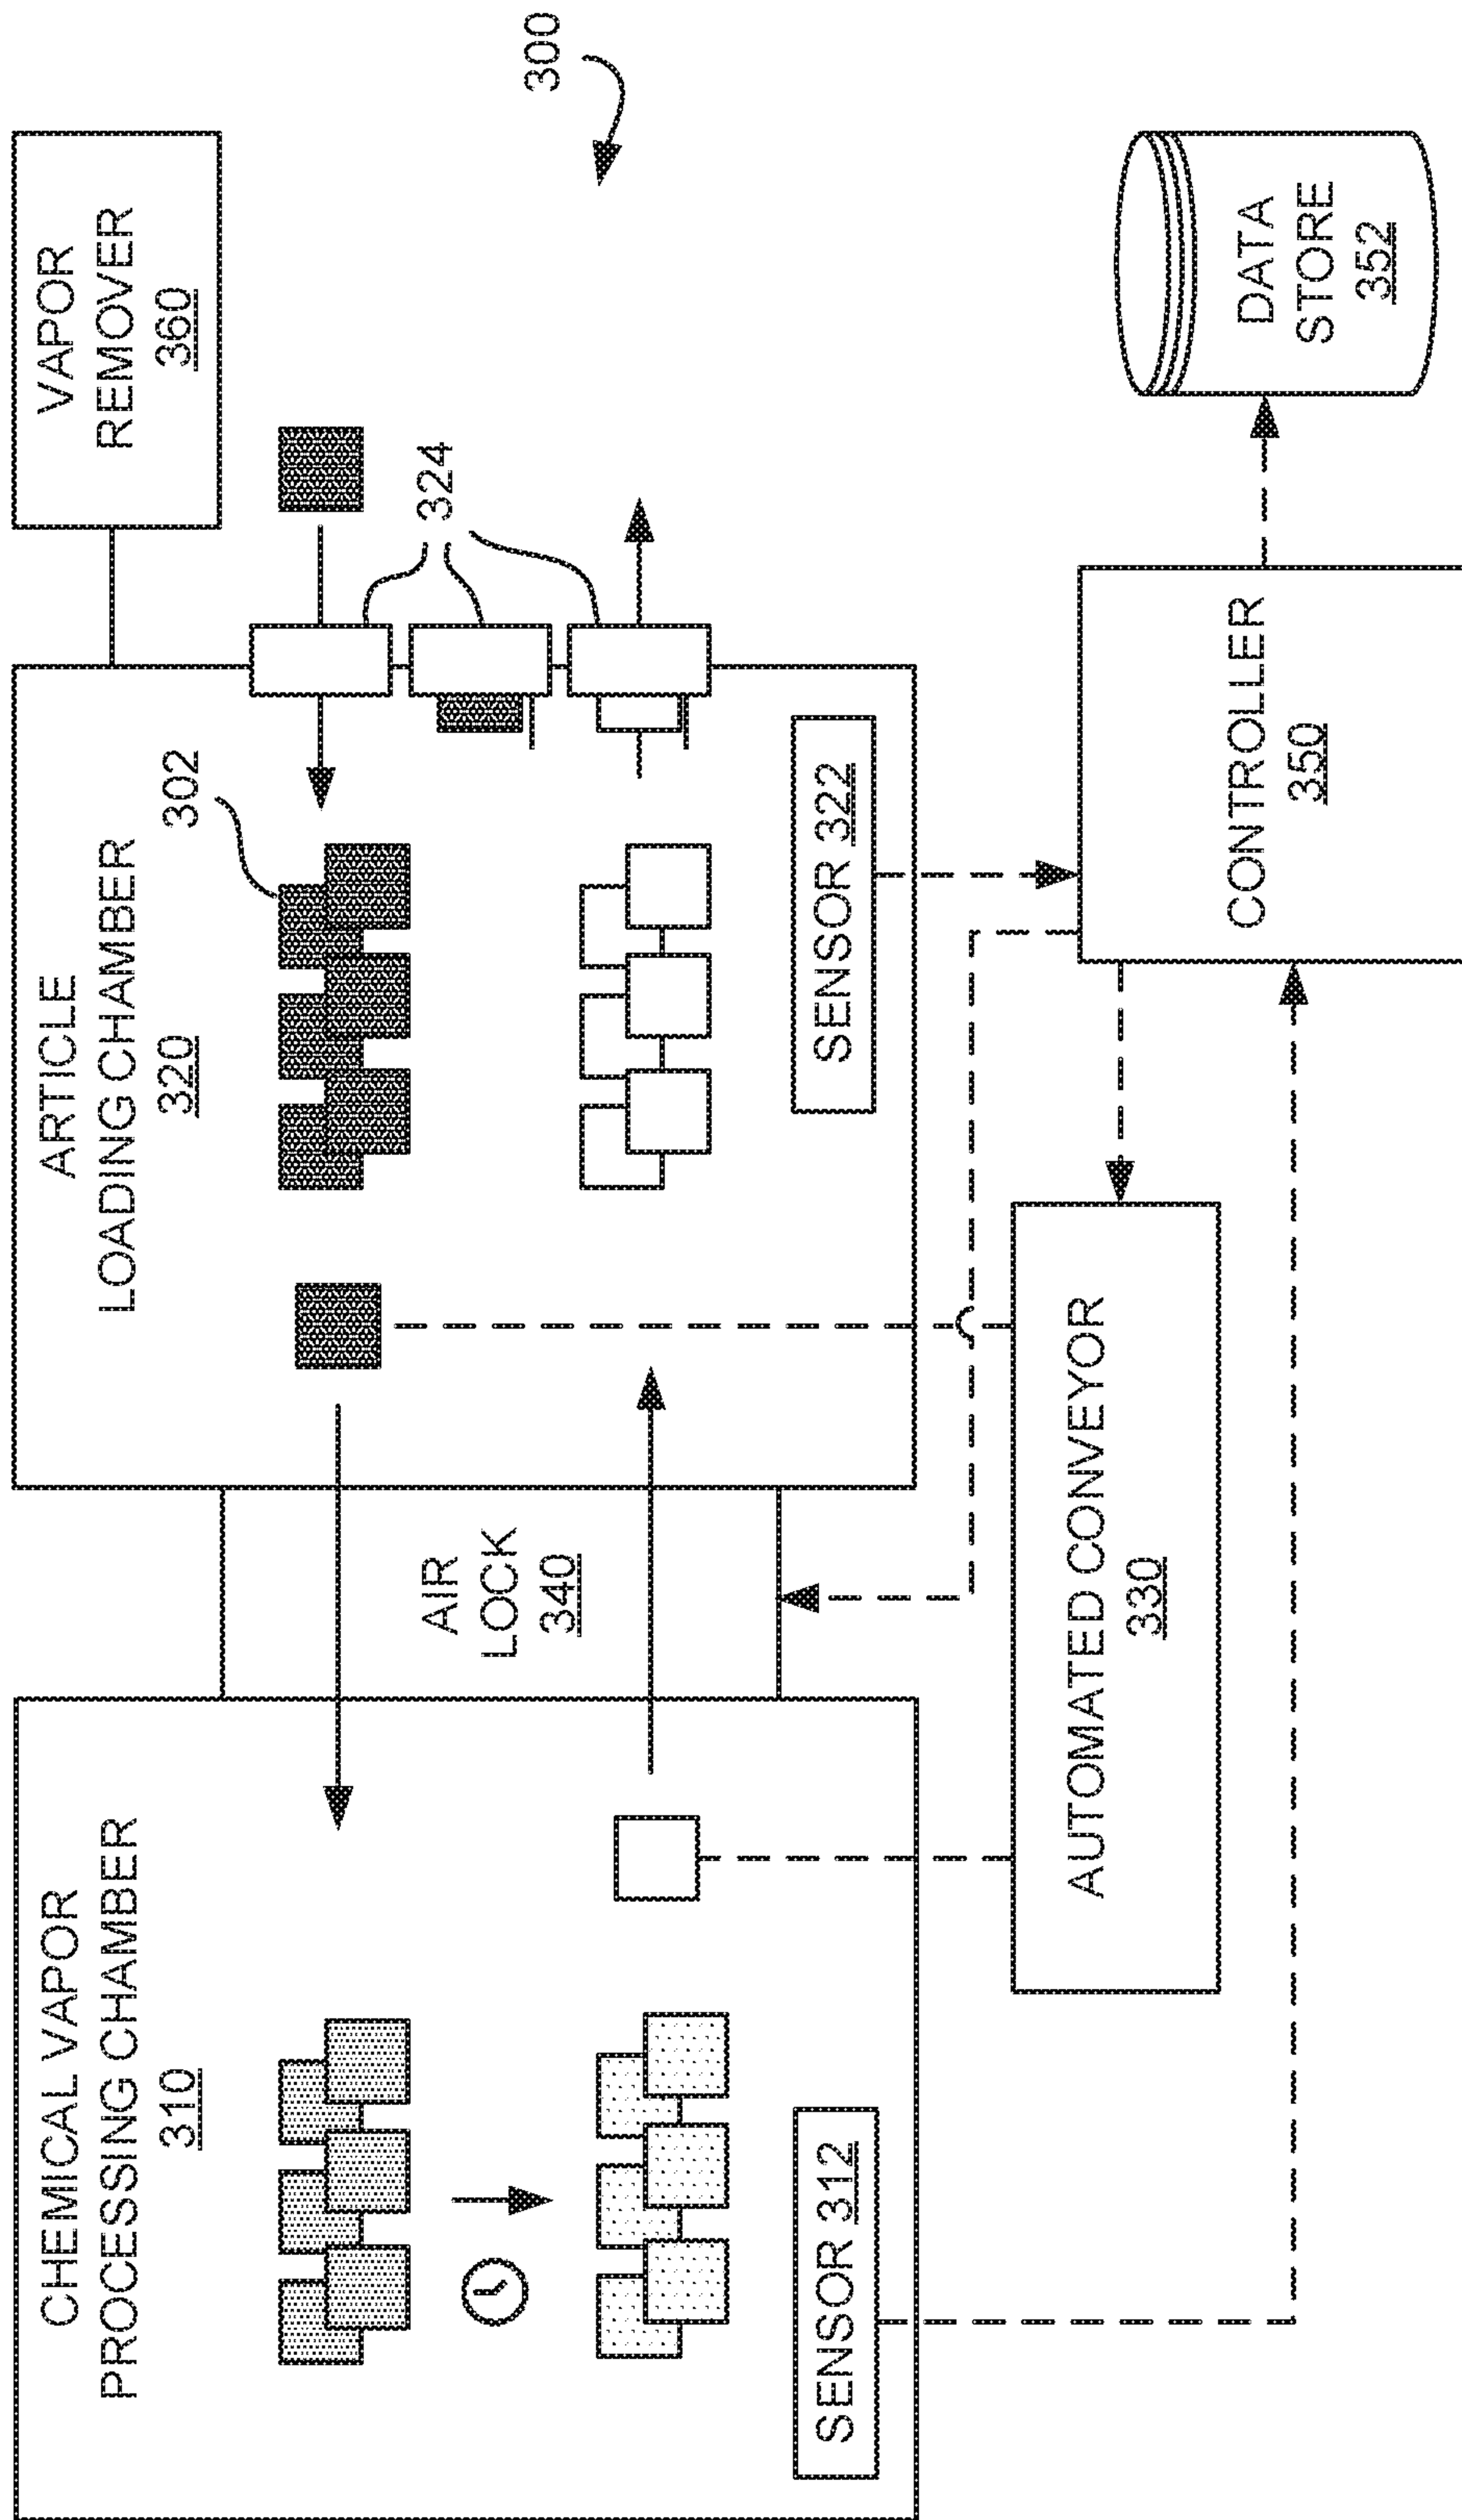 CHEMICAL VAPOR
PROCESSING CHAMBER
310
SENSOR 312
AIR
LOCK
340
ARTICLE
LOADING CHAMBER
320
302
SENSOR 322
324
VAPOR
REMOVER
360
300
AUTOMATED CONVEYOR
330
CONTROLLER
350
DATA
STORE
352